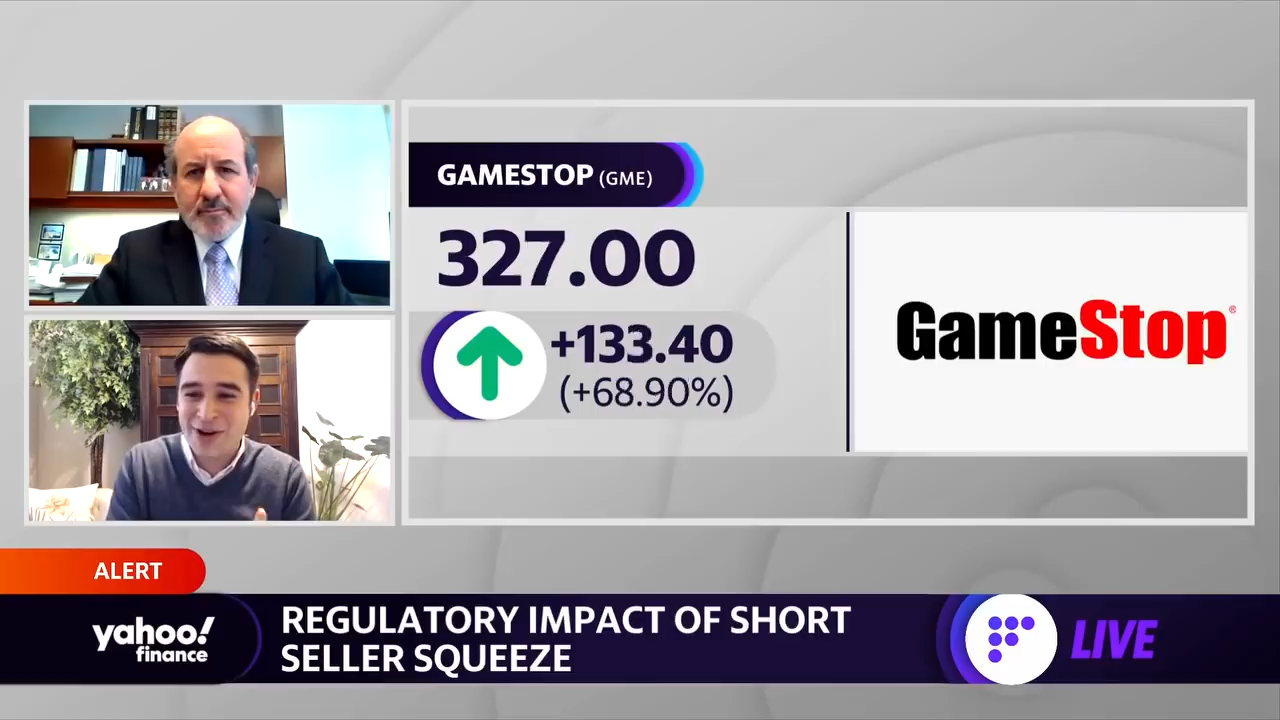 GAMESTOP (GME)
327.00
+133.40
(+68.90%)
GameStop®
ALERT
yahoo!
finance
REGULATORY IMPACT OF SHORT
SELLER SQUEEZE
LIVE